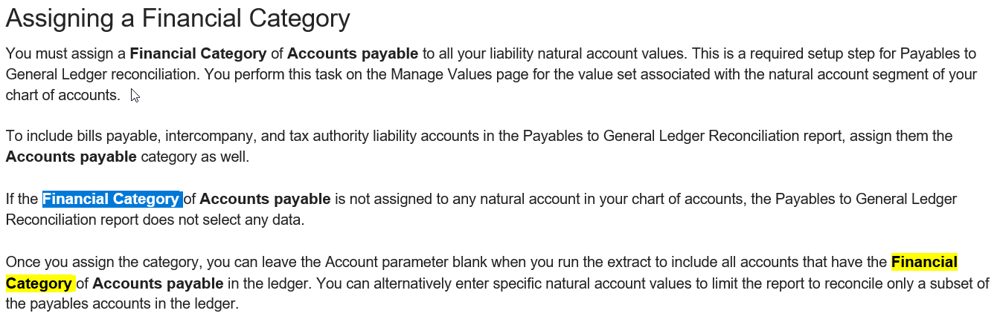 Assigning a Financial Category
You must assign a Financial Category of Accounts payable to all your liability natural account values. This is a required setup step for Payables to
General Ledger reconciliation. You perform this task on the Manage Values page for the value set associated with the natural account segment of your
chart of accounts.
To include bills payable, intercompany, and tax authority liability accounts in the Payables to General Ledger Reconciliation report, assign them the
Accounts payable category as well.
If the Financial Category of Accounts payable is not assigned to any natural account in your chart of accounts, the Payables to General Ledger
Reconciliation report does not select any data.
Once you assign the category, you can leave the Account parameter blank when you run the extract to include all accounts that have the Financial
Category of Accounts payable in the ledger. You can alternatively enter specific natural account values to limit the report to reconcile only a subset of
the payables accounts in the ledger.